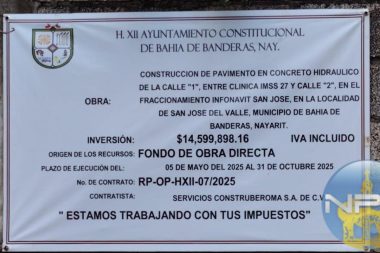 H. XII AYUNTAMIENTO CONSTITUCIONAL
DE BAHIA DE BANDERAS, NAY.
CONSTRUCCION DE PAVIMENTO EN CONCRETO HIDRAULICO
DE LA CALLE "1", ENTRE CLINICA IMSS 27 Y CALLE "2", EN EL
OBRA: FRACCIONAMIENTO INFONAVIT SAN JOSE, EN LA LOCALIDAD
DE SAN JOSE DEL VALLE, MUNICIPIO DE BAHIA DE
BANDERAS, NAYARIT.
INVERSIÓN: $14,599,898.16 IVA INCLUIDO
ORIGEN DE LOS RECURSOS: FONDO DE OBRA DIRECTA
PLAZO DE EJECUCIÓN DEL: 05 DE MAYO DEL 2025 AL 31 DE OCTUBRE 2025
No. DE CONTRATO: RP-OP-HXII-07/2025
CONTRATISTA: SERVICIOS CONSTRUBEROMA S.A. DE C.V.
"ESTAMOS TRABAJANDO CON TUS IMPUESTOS"
NP